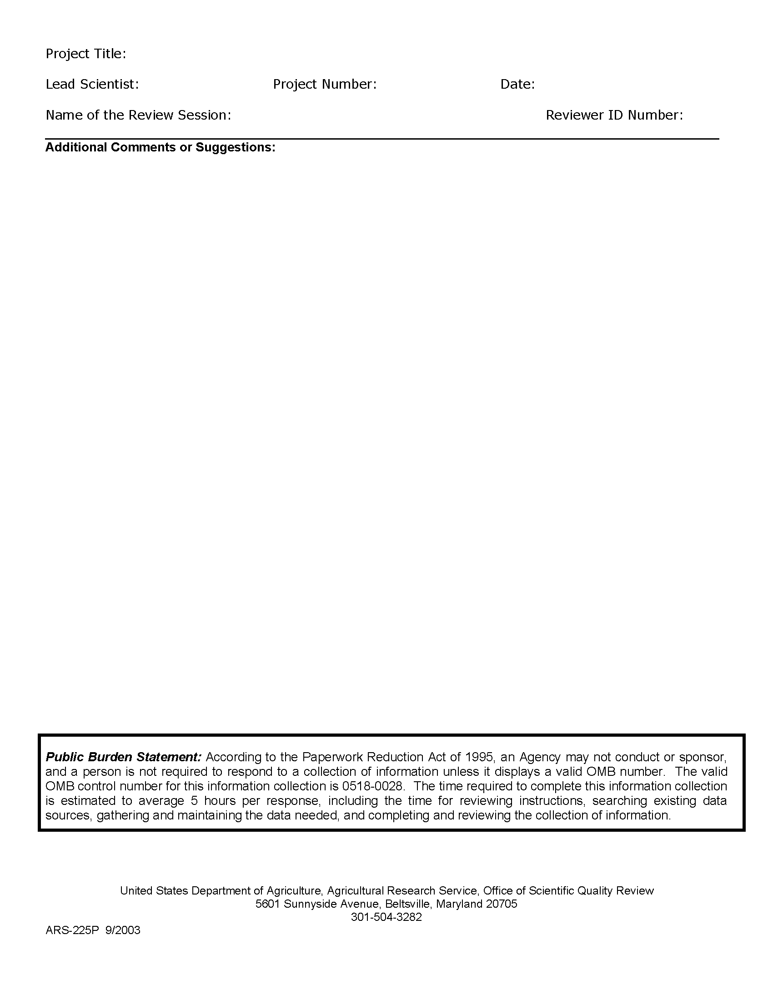 Project Title:
Lead Scientist: Project Number: Date:
Name of the Review Session: Reviewer ID Number:
Additional Comments or Suggestions:
Public Burden Statement: According to the Paperwork Reduction Act of 1995, an Agency may not conduct or sponsor,
and a person is not required to respond to a collection of information unless it displays a valid OMB number.  The valid
OMB control number for this information collection is 0518-0028.  The time required to complete this information collection
is estimated to average 5 hours per response, including the time for reviewing instructions, searching existing data
sources, gathering and maintaining the data needed, and completing and reviewing the collection of information.
United States Department of Agriculture, Agricultural Research Service, Office of Scientific Quality Review
5601 Sunnyside Avenue, Beltsville, Maryland 20705
301-504-3282
ARS-225P  9/2003